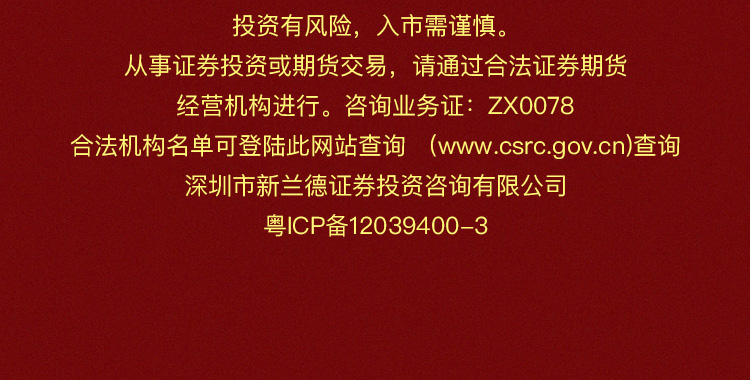 投资有风险，入市需谨慎。
从事证券投资或期货交易，请通过合法证券期货
经营机构进行。咨询业务证：ZX0078
合法机构名单可登陆此网站查询 (www.csrc.gov.cn)查询
深圳市新兰德证券投资咨询有限公司
粤ICP备12039400-3